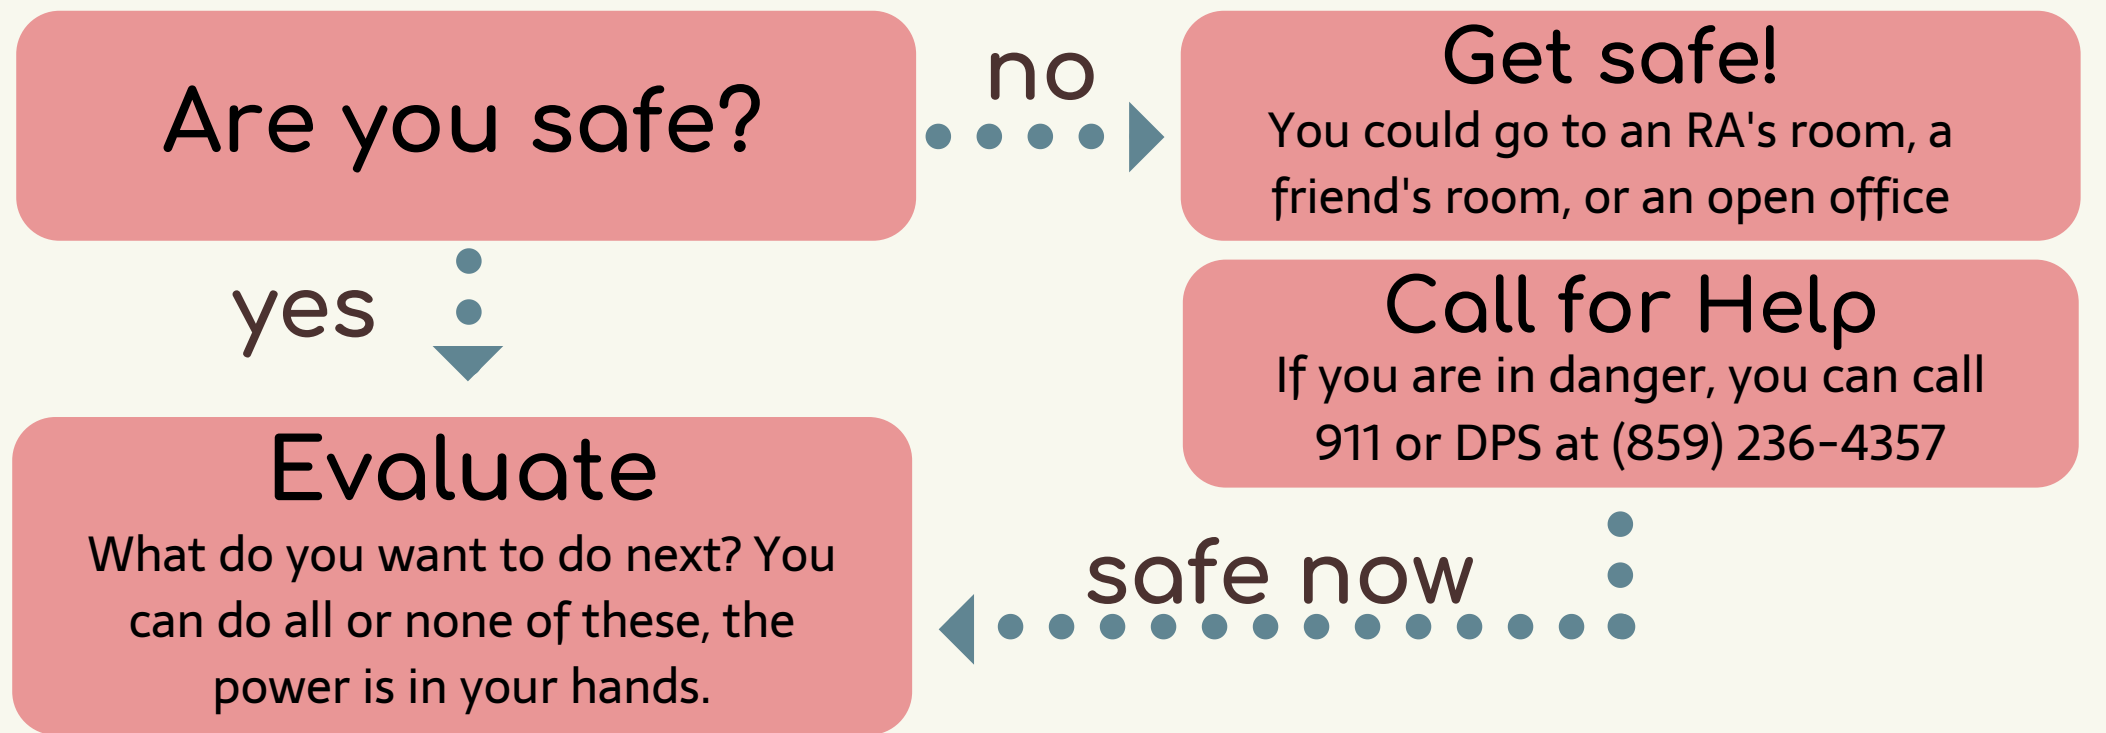 Are you safe?
no
Get safe!
You could go to an RA's room, a
friend's room, or an open office
Call for Help
If you are in danger, you can call
911 or DPS at (859) 236-4357
yes
safe now
Evaluate
What do you want to do next? You
can do all or none of these, the
power is in your hands.